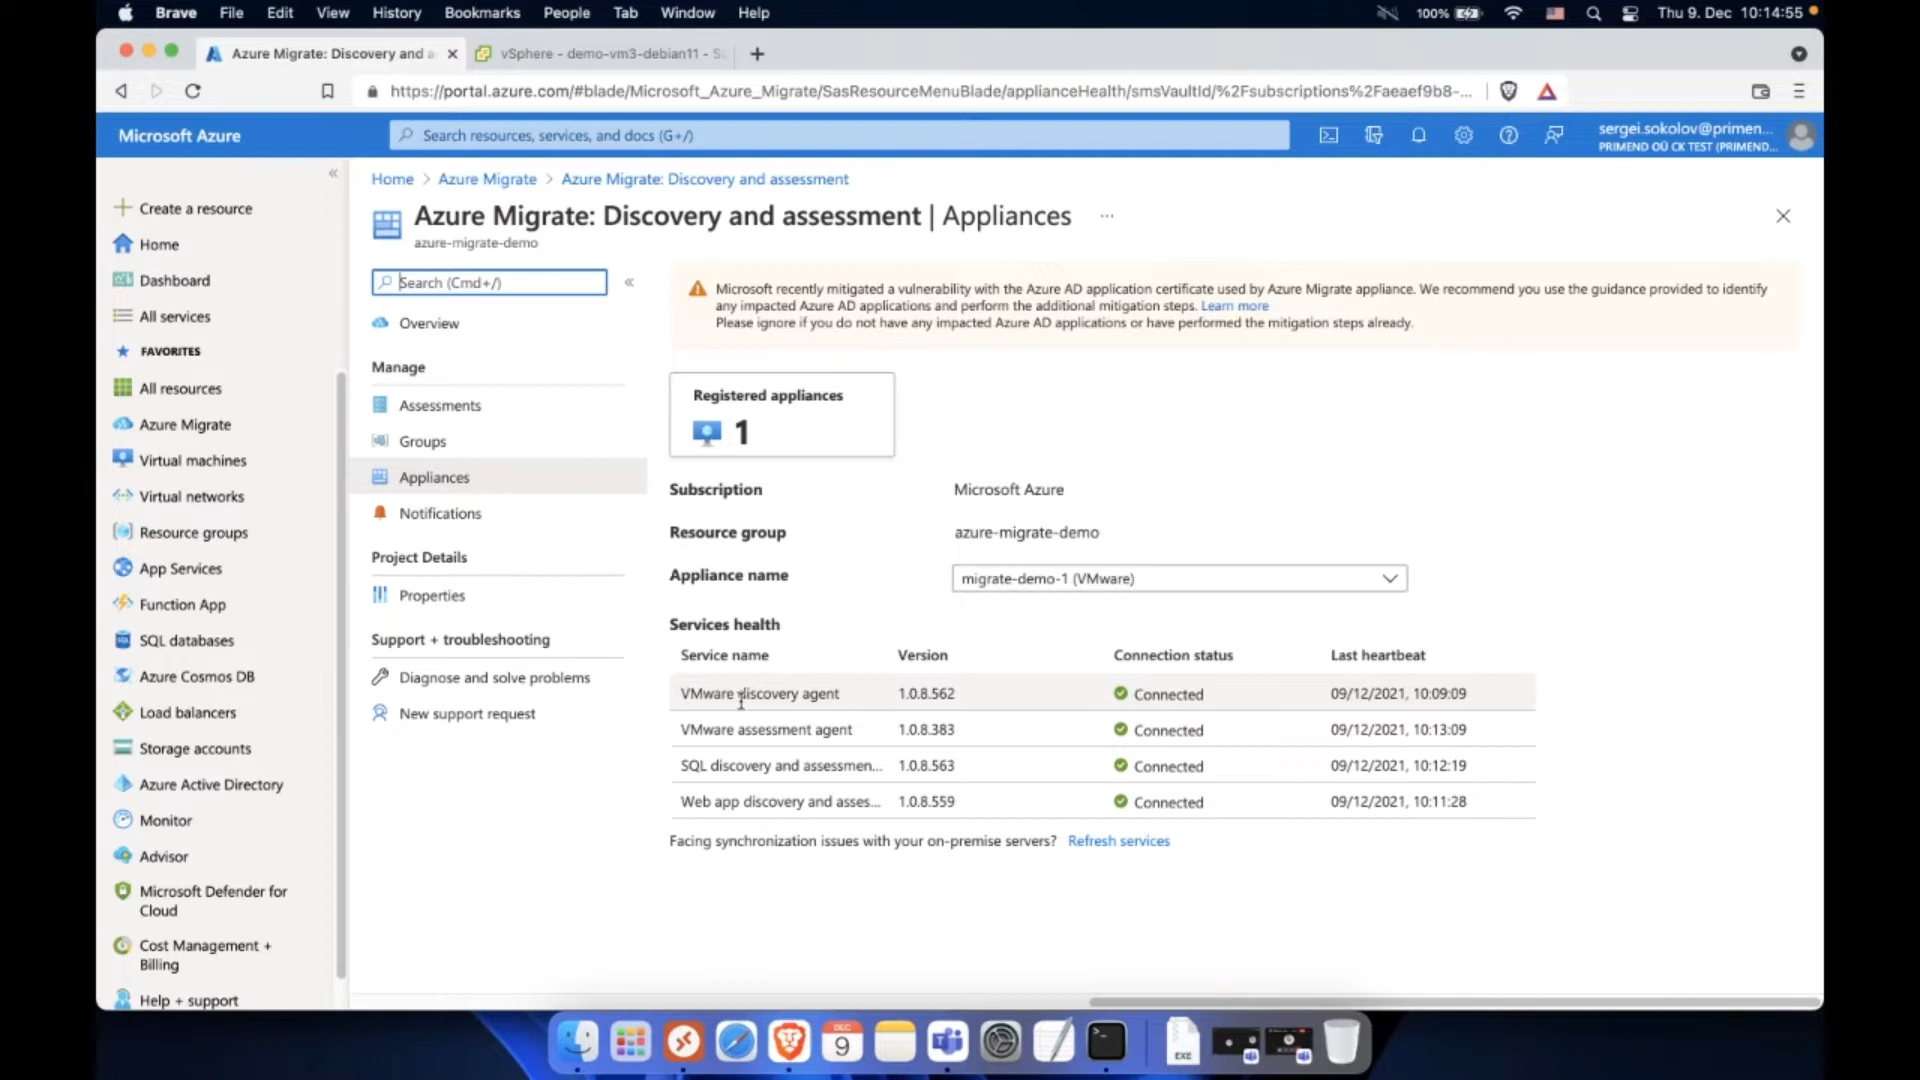 Brave File Edit View History Bookmarks People Tab Window Help 100% Thu 9. Dec 10:14:55
Azure Migrate: Discovery and a vSphere - demo-vm3-debian11 - S
https://portal.azure.com/#blade/Microsoft_Azure_Migrate/SasResourceMenuBlade/applianceHealth/smsVaultId/%2Fsubscriptions%2Faeaef9b8-...
Microsoft Azure
Search resources, services, and docs (G+/)
sergei.sokolov@primen...
PRIMEND OÜ CK TEST (PRIMEND...
Create a resource
Home
Dashboard
All services
FAVORITES
All resources
Azure Migrate
Virtual machines
Virtual networks
Resource groups
App Services
Function App
SQL databases
Azure Cosmos DB
Load balancers
Storage accounts
Azure Active Directory
Monitor
Advisor
Microsoft Defender for
Cloud
Cost Management +
Billing
Help + support
Home > Azure Migrate > Azure Migrate: Discovery and assessment
Azure Migrate: Discovery and assessment | Appliances ...
azure-migrate-demo
Search (Cmd+/)
Overview
Manage
Assessments
Groups
Appliances
Notifications
Project Details
Properties
Support + troubleshooting
Diagnose and solve problems
New support request
Microsoft recently mitigated a vulnerability with the Azure AD application certificate used by Azure Migrate appliance. We recommend you use the guidance provided to identify
any impacted Azure AD applications and perform the additional mitigation steps. Learn more
Please ignore if you do not have any impacted Azure AD applications or have performed the mitigation steps already.
Registered appliances
1
Subscription Microsoft Azure
Resource group azure-migrate-demo
Appliance name migrate-demo-1 (VMware)
Services health
Service name Version Connection status Last heartbeat
VMware discovery agent 1.0.8.562 Connected 09/12/2021, 10:09:09
VMware assessment agent 1.0.8.383 Connected 09/12/2021, 10:13:09
SQL discovery and assessmen... 1.0.8.563 Connected 09/12/2021, 10:12:19
Web app discovery and asses... 1.0.8.559 Connected 09/12/2021, 10:11:28
Facing synchronization issues with your on-premise servers? Refresh services
DEC
9
EXE